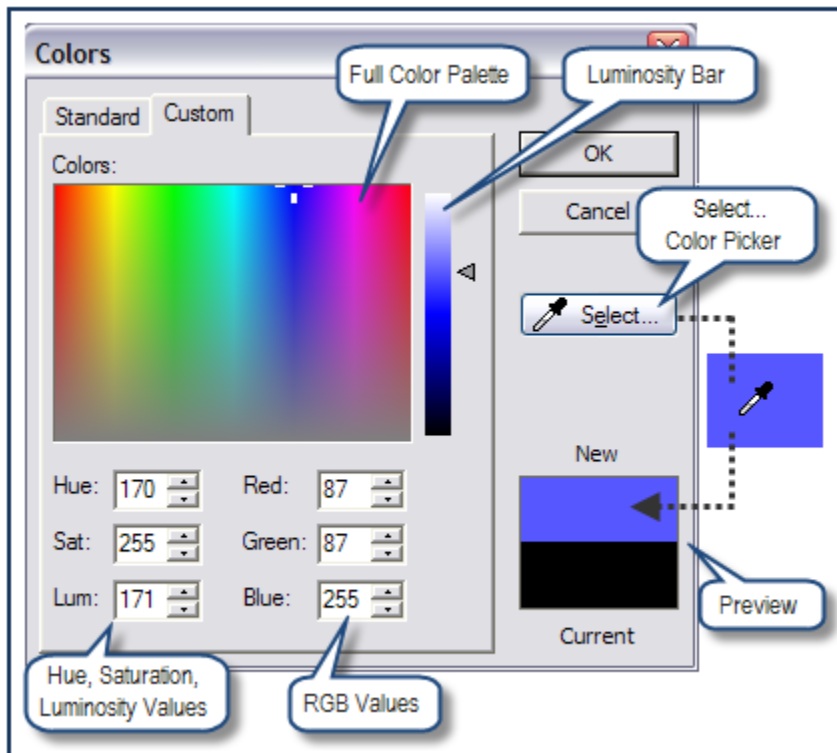 Colors
Full Color Palette
Luminosity Bar
Standard
Custom
Colors:
OK
Cancel
Select...
Color Picker
Select...
New
Hue: 170 Red: 87
Sat: 255 Green: 87
Lum: 171 Blue: 255
Preview
Current
Hue, Saturation,
Luminosity Values
RGB Values